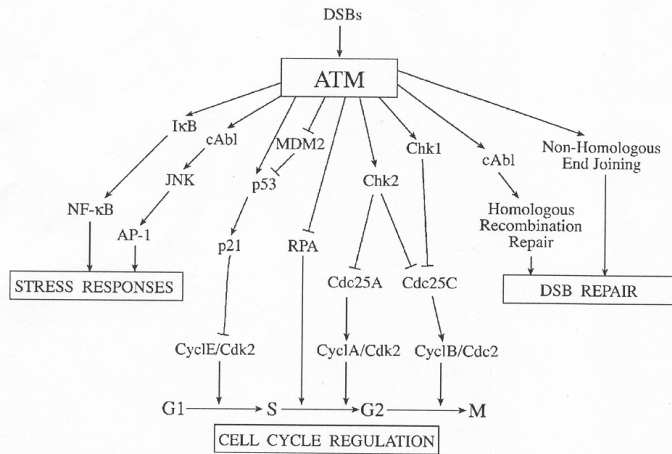 DSBs
ATM
IκB
cAbl
MDM2
Chk1
cAbl
Non-Homologous
End Joining
JNK
p53
Chk2
NF-κB
AP-1
p21
RPA
Homologous
Recombination
Repair
STRESS RESPONSES
Cdc25A
Cdc25C
DSB REPAIR
CyclE/Cdk2
CyclA/Cdk2
CyclB/Cdc2
G1
S
G2
M
CELL CYCLE REGULATION